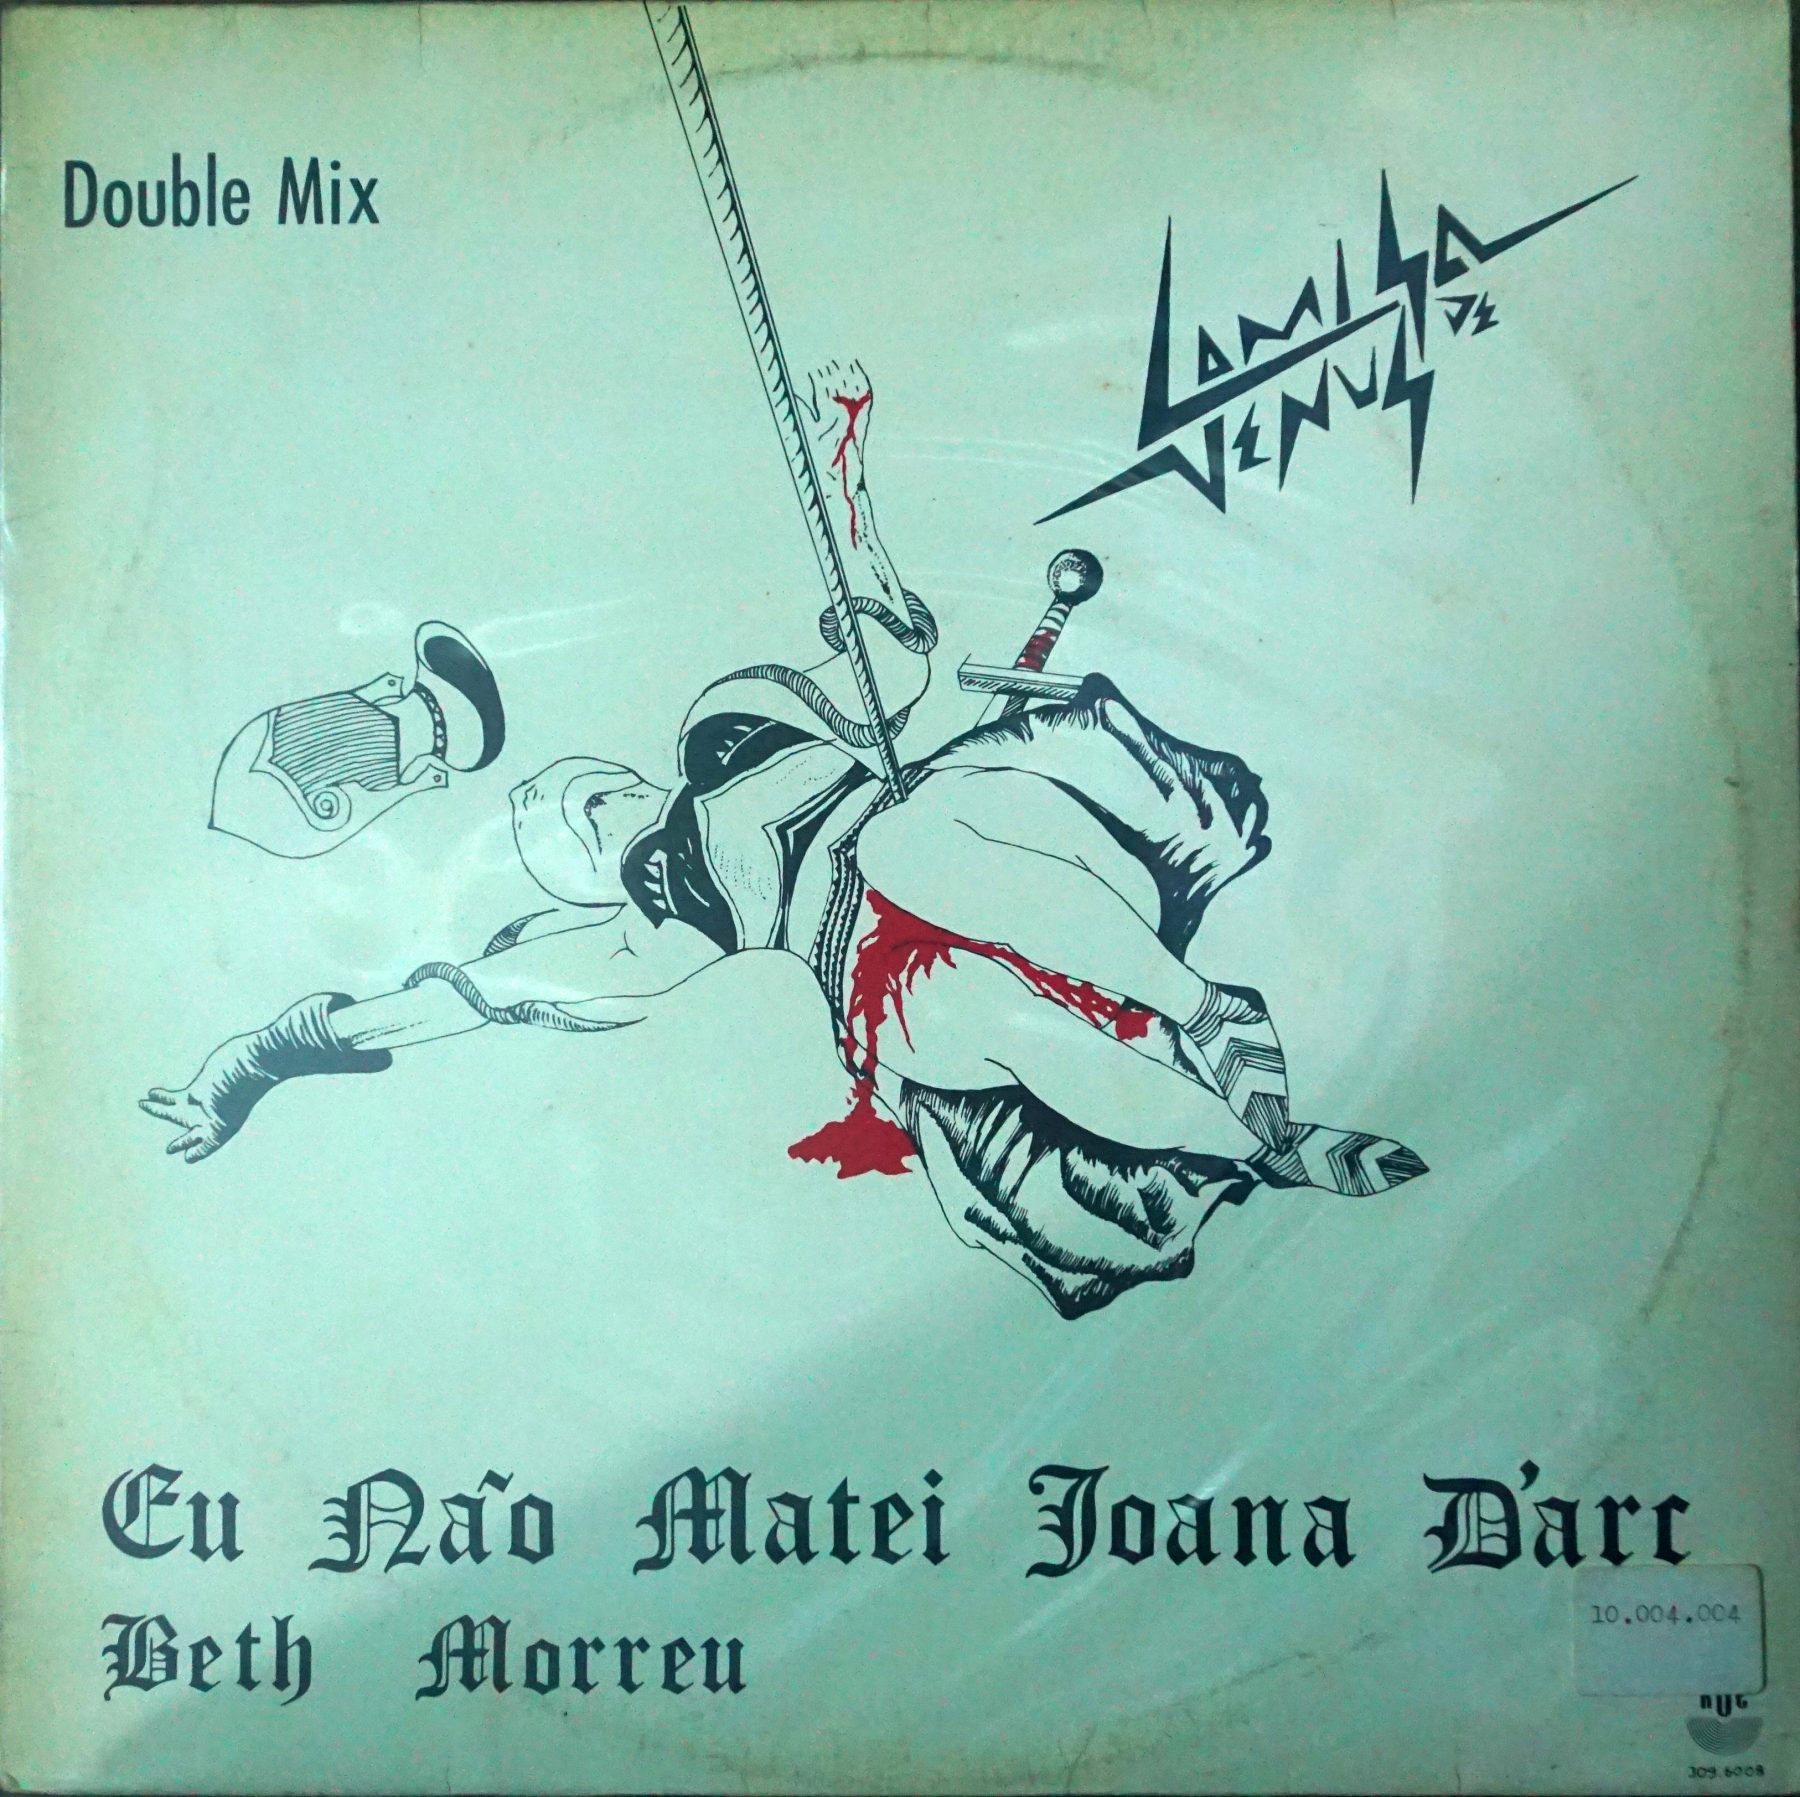 Double Mix
CAMISA
DE
VENUS
Eu Não Matei Joana D'arc
Beth Morreu
10.004.004
309.6008